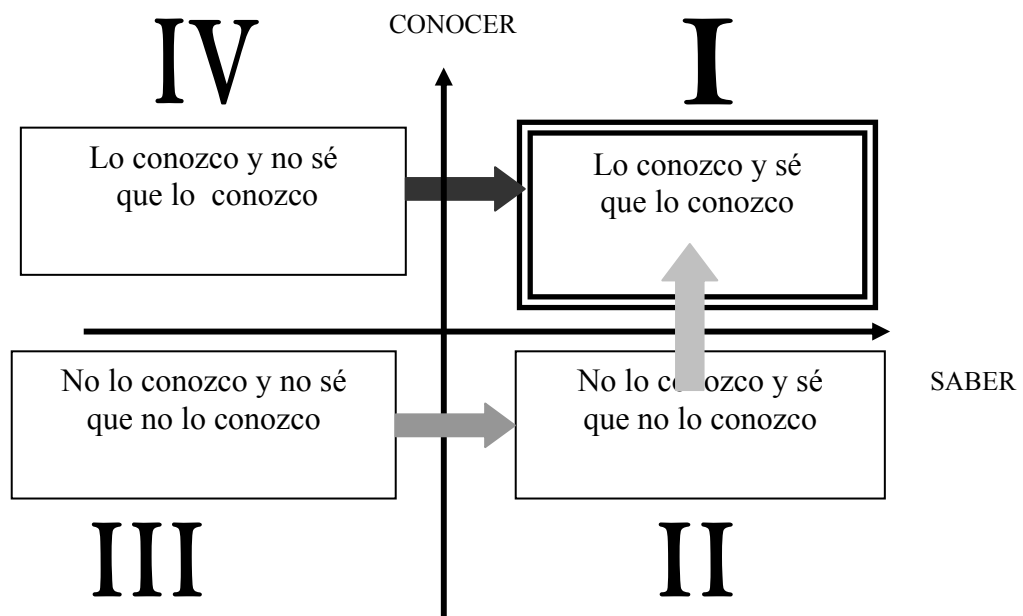 CONOCER
IV
I
Lo conozco y no sé
que lo conozco
Lo conozco y sé
que lo conozco
No lo conozco y no sé
que no lo conozco
No lo conozco y sé
que no lo conozco
SABER
III
II